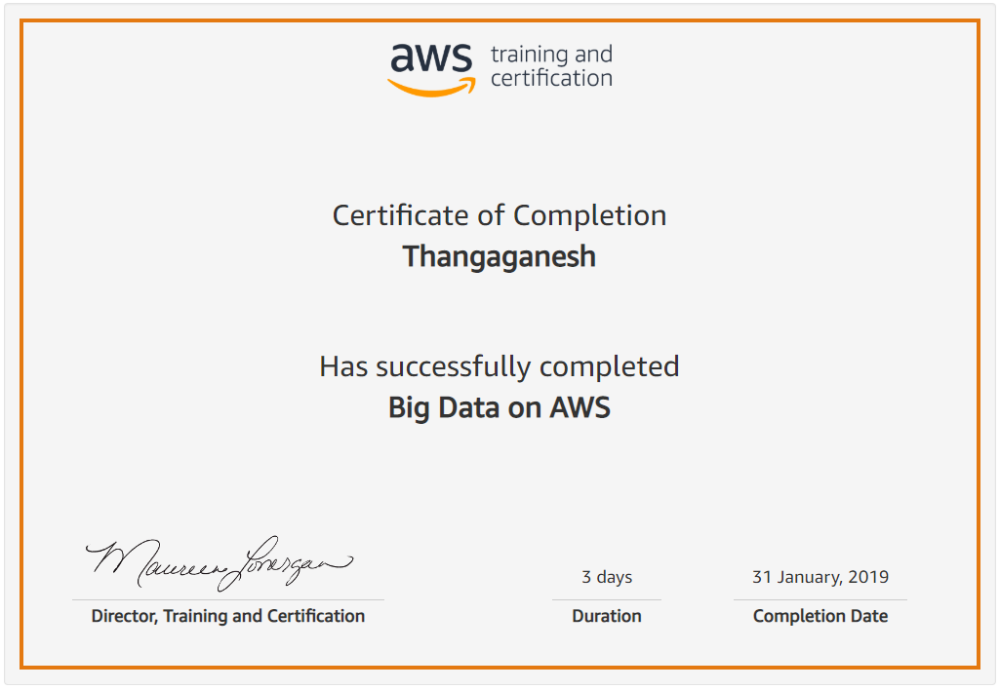 aws training and
certification
Certificate of Completion
Thangaganesh
Has successfully completed
Big Data on AWS
Maureen Lonergan
Director, Training and Certification
3 days
Duration
31 January, 2019
Completion Date